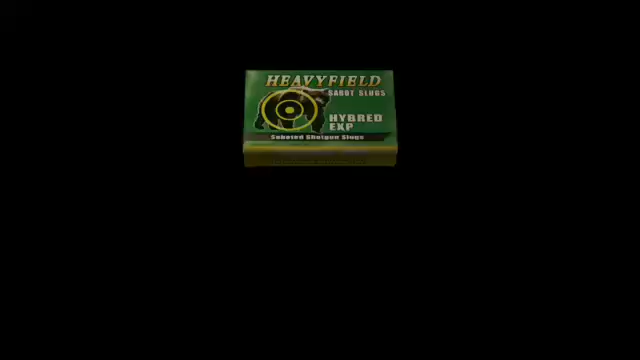 HEAVYFIELD
SABOT SLUGS
HYBRED
EXP
Saboted Shotgun Slugs